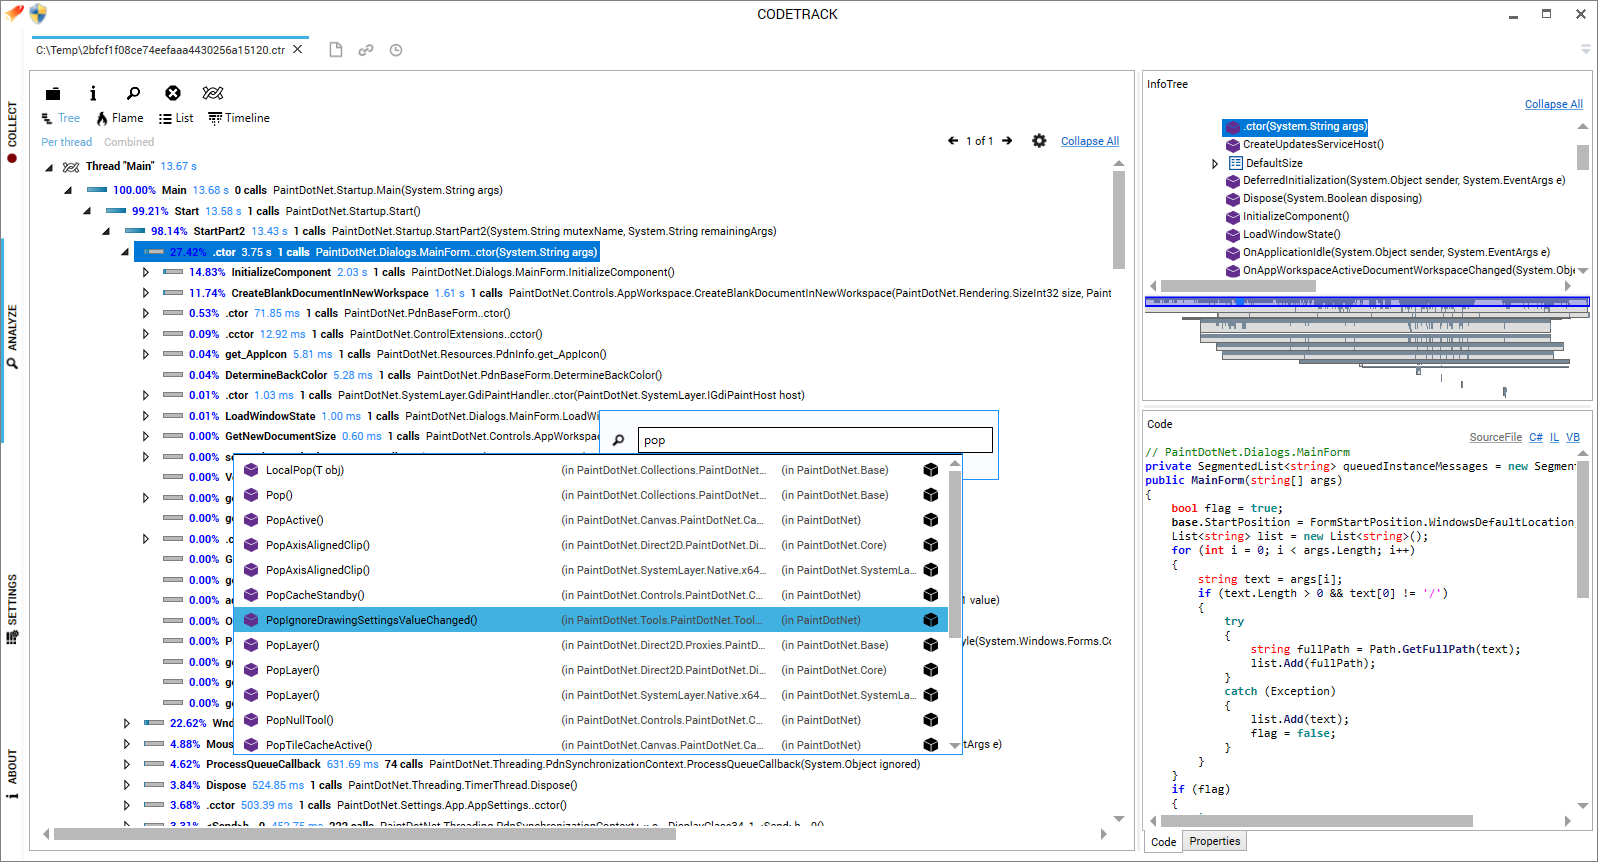 CODETRACK
C:\Temp\2bfcf1f08ce74eefaaa4430256a15120.ctr
COLLECT
ANALYZE
SETTINGS
ABOUT
Tree Flame List Timeline
Per thread Combined
1 of 1 Collapse All
Thread "Main" 13.67 s
100.00% Main 13.68 s 0 calls PaintDotNet.Startup.Main(System.String args)
99.21% Start 13.58 s 1 calls PaintDotNet.Startup.Start()
98.14% StartPart2 13.43 s 1 calls PaintDotNet.Startup.StartPart2(System.String mutexName, System.String remainingArgs)
27.42% .ctor 3.75 s 1 calls PaintDotNet.Dialogs.MainForm..ctor(System.String args)
14.83% InitializeComponent 2.03 s 1 calls PaintDotNet.Dialogs.MainForm.InitializeComponent()
11.74% CreateBlankDocumentInNewWorkspace 1.61 s 1 calls PaintDotNet.Controls.AppWorkspace.CreateBlankDocumentInNewWorkspace(PaintDotNet.Rendering.SizeInt32 size, Paint
0.53% .ctor 71.85 ms 1 calls PaintDotNet.PdnBaseForm..ctor()
0.09% .cctor 12.92 ms 1 calls PaintDotNet.ControlExtensions..cctor()
0.04% get_AppIcon 5.81 ms 1 calls PaintDotNet.Resources.PdnInfo.get_AppIcon()
0.04% DetermineBackColor 5.28 ms 1 calls PaintDotNet.PdnBaseForm.DetermineBackColor()
0.01% .ctor 1.03 ms 1 calls PaintDotNet.SystemLayer.GdiPaintHandler..ctor(PaintDotNet.SystemLayer.IGdiPaintHost host)
0.01% LoadWindowState 1.00 ms 1 calls PaintDotNet.Dialogs.MainForm.LoadWi
0.00% GetNewDocumentSize 0.60 ms 1 calls PaintDotNet.Controls.AppWorkspac
pop
0.00% s
0.00% V
0.00% g
0.00% g
0.00% .c
0.00% G
0.00% g
0.00% a value)
0.00% O
0.00% P yle(System.Windows.Forms.Co
0.00% g
0.00% g
0.00% g
LocalPop(T obj) (in PaintDotNet.Collections.PaintDotNet... (in PaintDotNet.Base)
Pop() (in PaintDotNet.Collections.PaintDotNet... (in PaintDotNet.Base)
PopActive() (in PaintDotNet.Canvas.PaintDotNet.Ca... (in PaintDotNet)
PopAxisAlignedClip() (in PaintDotNet.Direct2D.PaintDotNet.Di... (in PaintDotNet.Core)
PopAxisAlignedClip() (in PaintDotNet.SystemLayer.Native.x64... (in PaintDotNet.SystemLa...
PopCacheStandby() (in PaintDotNet.Controls.PaintDotNet.C... (in PaintDotNet)
PopIgnoreDrawingSettingsValueChanged() (in PaintDotNet.Tools.PaintDotNet.Tool... (in PaintDotNet)
PopLayer() (in PaintDotNet.Direct2D.Proxies.PaintD... (in PaintDotNet.Base)
PopLayer() (in PaintDotNet.Direct2D.PaintDotNet.Di... (in PaintDotNet.Core)
PopLayer() (in PaintDotNet.SystemLayer.Native.x64... (in PaintDotNet.SystemLa...
PopNullTool() (in PaintDotNet.Controls.PaintDotNet.C... (in PaintDotNet)
PopTileCacheActive() (in PaintDotNet.Canvas.PaintDotNet.Ca... (in PaintDotNet)
22.62% Wnd
4.88% Mous tArgs e)
4.62% ProcessQueueCallback 631.69 ms 74 calls PaintDotNet.Threading.PdnSynchronizationContext.ProcessQueueCallback(System.Object ignored)
3.84% Dispose 524.85 ms 1 calls PaintDotNet.Threading.TimerThread.Dispose()
3.68% .cctor 503.39 ms 1 calls PaintDotNet.Settings.App.AppSettings..cctor()
InfoTree
Collapse All
.ctor(System.String args)
CreateUpdatesServiceHost()
DefaultSize
DeferredInitialization(System.Object sender, System.EventArgs e)
Dispose(System.Boolean disposing)
InitializeComponent()
LoadWindowState()
OnApplicationIdle(System.Object sender, System.EventArgs e)
OnAppWorkspaceActiveDocumentWorkspaceChanged(System.Obje
Code
SourceFile C# IL VB
// PaintDotNet.Dialogs.MainForm
private SegmentedList<string> queuedInstanceMessages = new Segmen
public MainForm(string[] args)
{
bool flag = true;
base.StartPosition = FormStartPosition.WindowsDefaultLocation
List<string> list = new List<string>();
for (int i = 0; i < args.Length; i++)
{
string text = args[i];
if (text.Length > 0 && text[0] != '/')
{
try
{
string fullPath = Path.GetFullPath(text);
list.Add(fullPath);
}
catch (Exception)
{
list.Add(text);
flag = false;
}
}
}
if (flag)
{
Code Properties